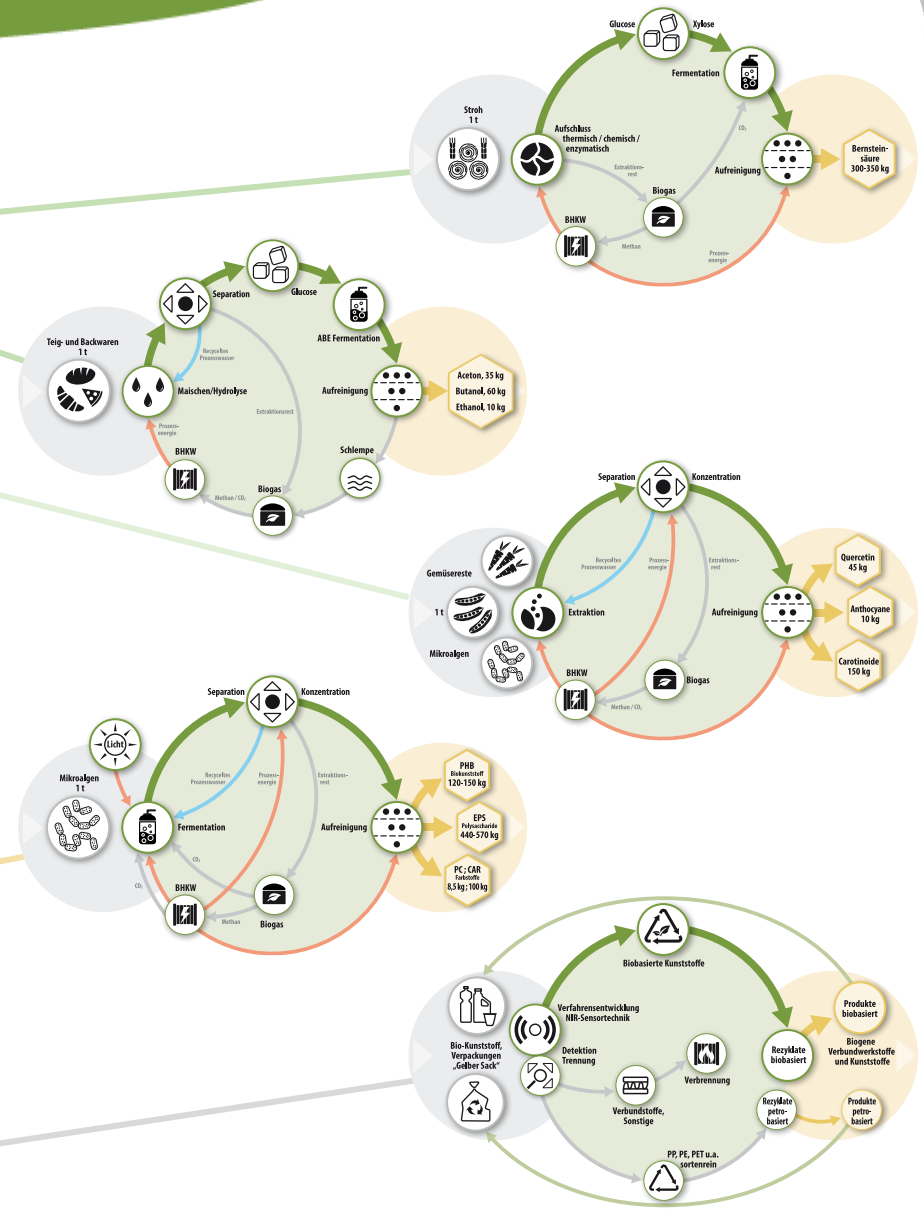 Glucose
Xylose
Fermentation
Stroh
1 t
Aufschluss
thermisch / chemisch /
enzymatisch
CO₂
Aufreinigung
Bernstein-
säure
300-350 kg
Extraktions-
rest
Biogas
BHKW
Methan
Prozess-
energie
Separation
Glucose
ABE Fermentation
Teig- und Backwaren
1 t
Recyceltes
Prozesswasser
Maischen/Hydrolyse
Aufreinigung
Aceton, 35 kg
Butanol, 60 kg
Ethanol, 10 kg
Extraktionsrest
Prozess-
energie
BHKW
Schlempe
Biogas
Methan / CO₂
Separation
Konzentration
Gemüsereste
1 t
Mikroalgen
Recyceltes
Prozesswasser
Prozess-
energie
Extraktions-
rest
Extraktion
Aufreinigung
Quercetin
45 kg
Anthocyane
10 kg
Carotinoide
150 kg
BHKW
Biogas
Methan / CO₂
Separation
Konzentration
Licht
Mikroalgen
1 t
Recyceltes
Prozesswasser
Prozess-
energie
Extraktions-
rest
Fermentation
Aufreinigung
PHB
Biokunststoff
120-150 kg
EPS
Polysaccharide
440-570 kg
PC ; CAR
Farbstoffe
8,5 kg ; 100 kg
CO₂
CO₂
BHKW
Methan
Biogas
Biobasierte Kunststoffe
Verfahrensentwicklung
NIR-Sensortechnik
Bio-Kunststoff,
Verpackungen
„Gelber Sack“
Detektion
Trennung
Verbundstoffe,
Sonstige
Verbrennung
Rezyklate
biobasiert
Produkte
biobasiert
Biogene
Verbundwerkstoffe
und Kunststoffe
Rezyklate
petro-
basiert
Produkte
petro-
basiert
PP, PE, PET u.a.
sortenrein